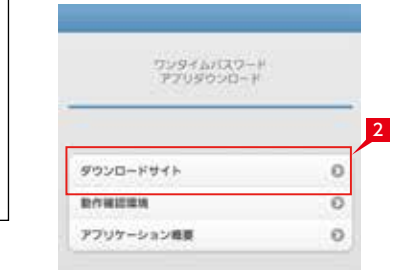 ワンタイムパスワード
アプリダウンロード
2
ダウンロードサイト
動作確認環境
アプリケーション概要